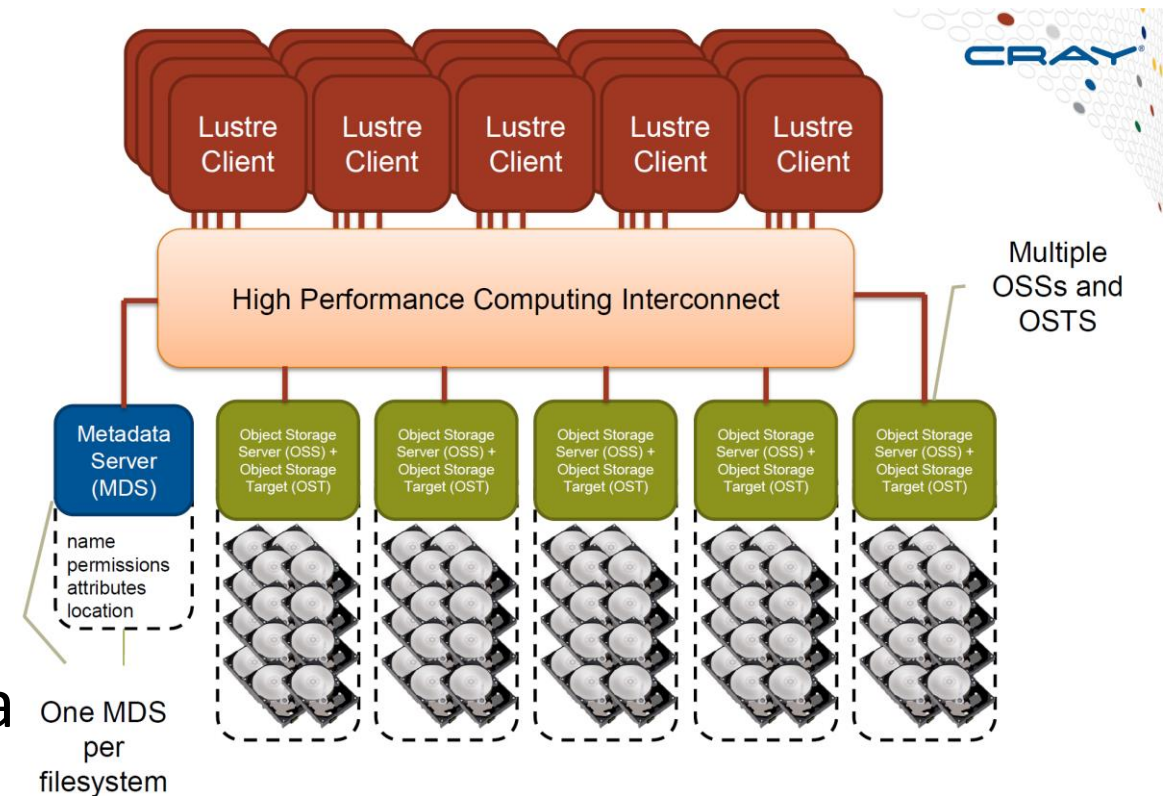 CRAY®
Lustre
Client
Lustre
Client
Lustre
Client
Lustre
Client
Lustre
Client
High Performance Computing Interconnect
Multiple
OSSs and
OSTS
Metadata
Server
(MDS)
Object Storage
Server (OSS) +
Object Storage
Target (OST)
Object Storage
Server (OSS) +
Object Storage
Target (OST)
Object Storage
Server (OSS) +
Object Storage
Target (OST)
Object Storage
Server (OSS) +
Object Storage
Target (OST)
Object Storage
Server (OSS) +
Object Storage
Target (OST)
name
permissions
attributes
location
a
One MDS
per
filesystem